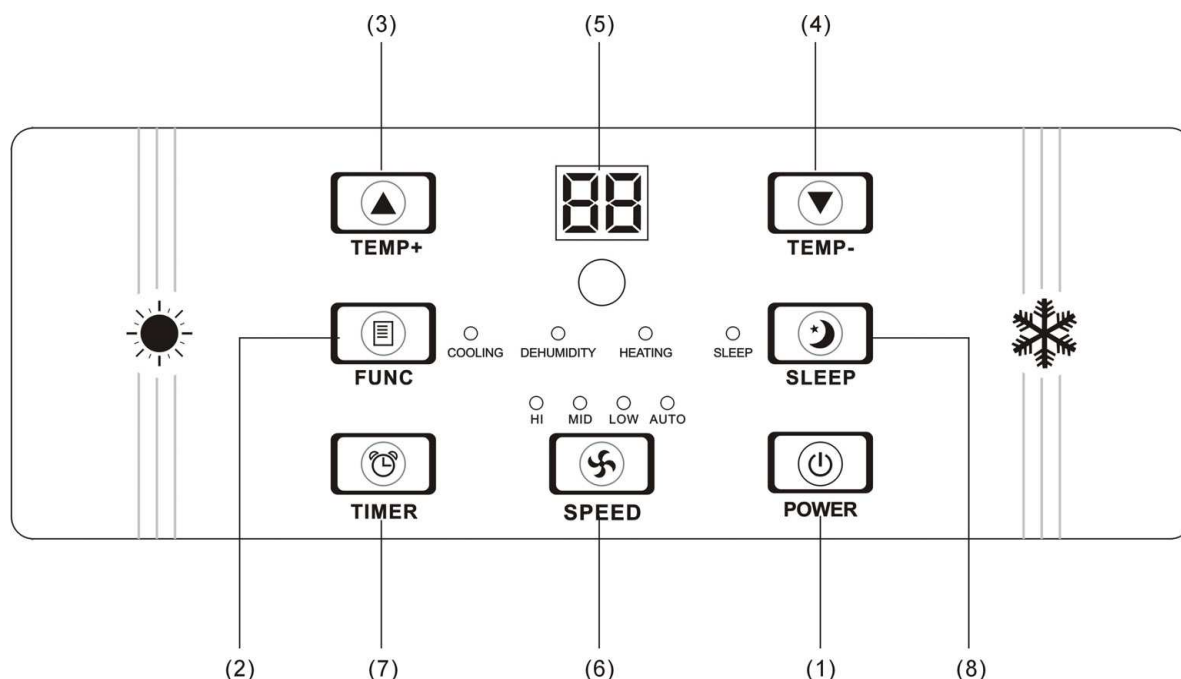 (3) (5) (4)
88
TEMP+ TEMP-
COOLING DEHUMIDITY HEATING SLEEP
FUNC SLEEP
HI MID LOW AUTO
TIMER SPEED POWER
(2) (7) (6) (1) (8)